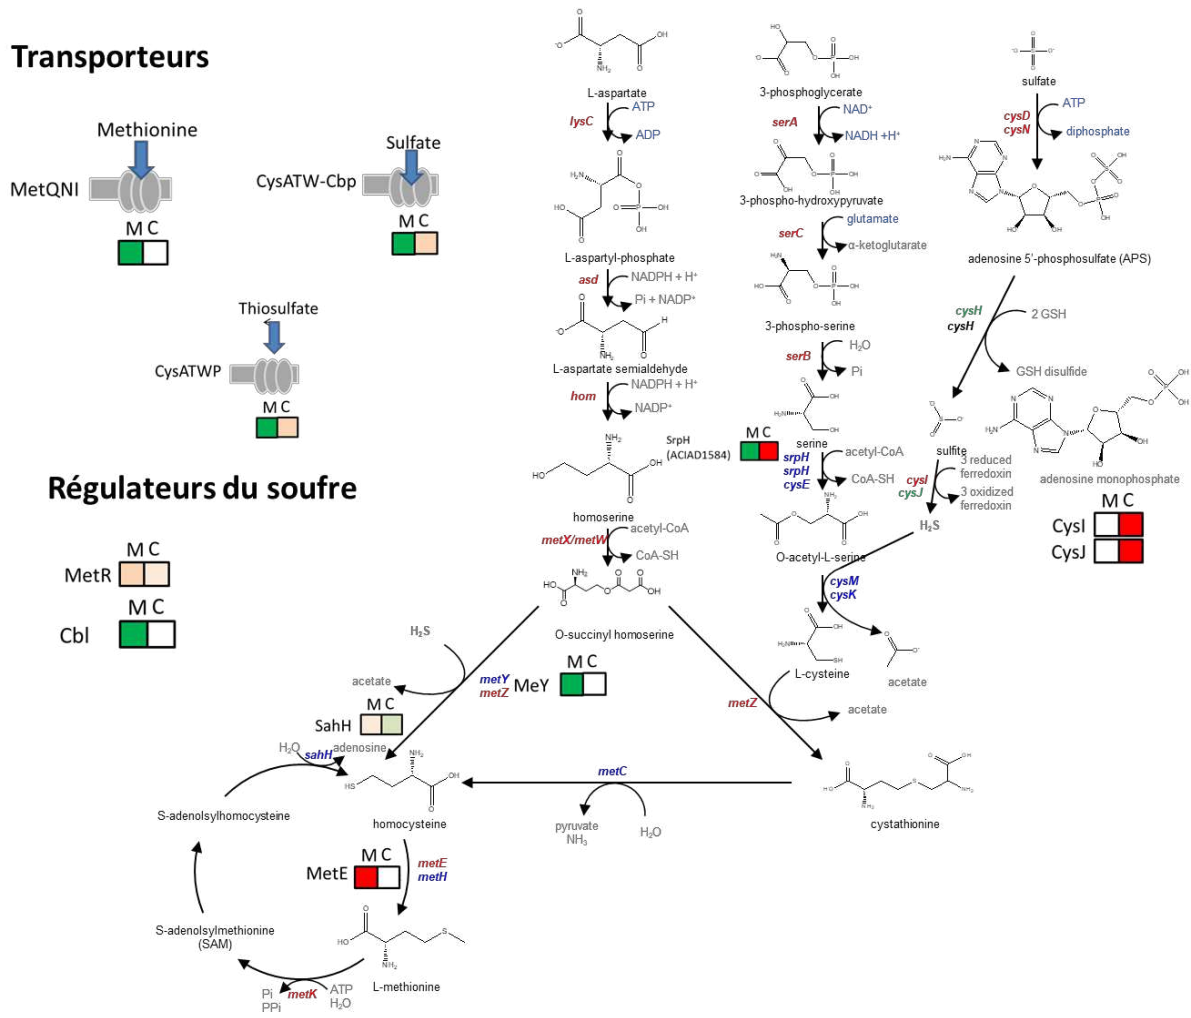 Transporteurs
Methionine
MetQNI
M C
Sulfate
CysATW-Cbp
M C
Thiosulfate
CysATWP
M C
Régulateurs du soufre
MetR
M C
Cbl
M C
L-aspartate
lysC
ATP
ADP
L-aspartyl-phosphate
asd
NADPH + H⁺
Pi + NADP⁺
L-aspartate semialdehyde
hom
NADPH + H⁺
NADP⁺
homoserine
metX/metW
acetyl-CoA
CoA-SH
O-succinyl homoserine
3-phosphoglycerate
serA
NAD⁺
NADH +H⁺
3-phospho-hydroxypyruvate
serC
glutamate
α-ketoglutarate
3-phospho-serine
serB
H₂O
Pi
serine
SrpH
(ACIAD1584)
M C
srpH
srpH
cysE
acetyl-CoA
CoA-SH
O-acetyl-L-serine
cysM
cysK
L-cysteine
acetate
sulfate
cysD
cysN
ATP
diphosphate
adenosine 5'-phosphosulfate (APS)
cysH
cysH
2 GSH
GSH disulfide
adenosine monophosphate
sulfite
cysI
cysJ
3 reduced
ferredoxin
3 oxidized
ferredoxin
H₂S
M C
CysI
CysJ
H₂S
acetate
metY
metZ
MeY
M C
metZ
acetate
SahH
M C
H₂O
sahH
adenosine
S-adenolsylhomocysteine
homocysteine
metC
pyruvate
NH₃
H₂O
cystathionine
MetE
M C
metE
metH
S-adenolsylmethionine
(SAM)
L-methionine
metK
Pi
PPi
ATP
H₂O